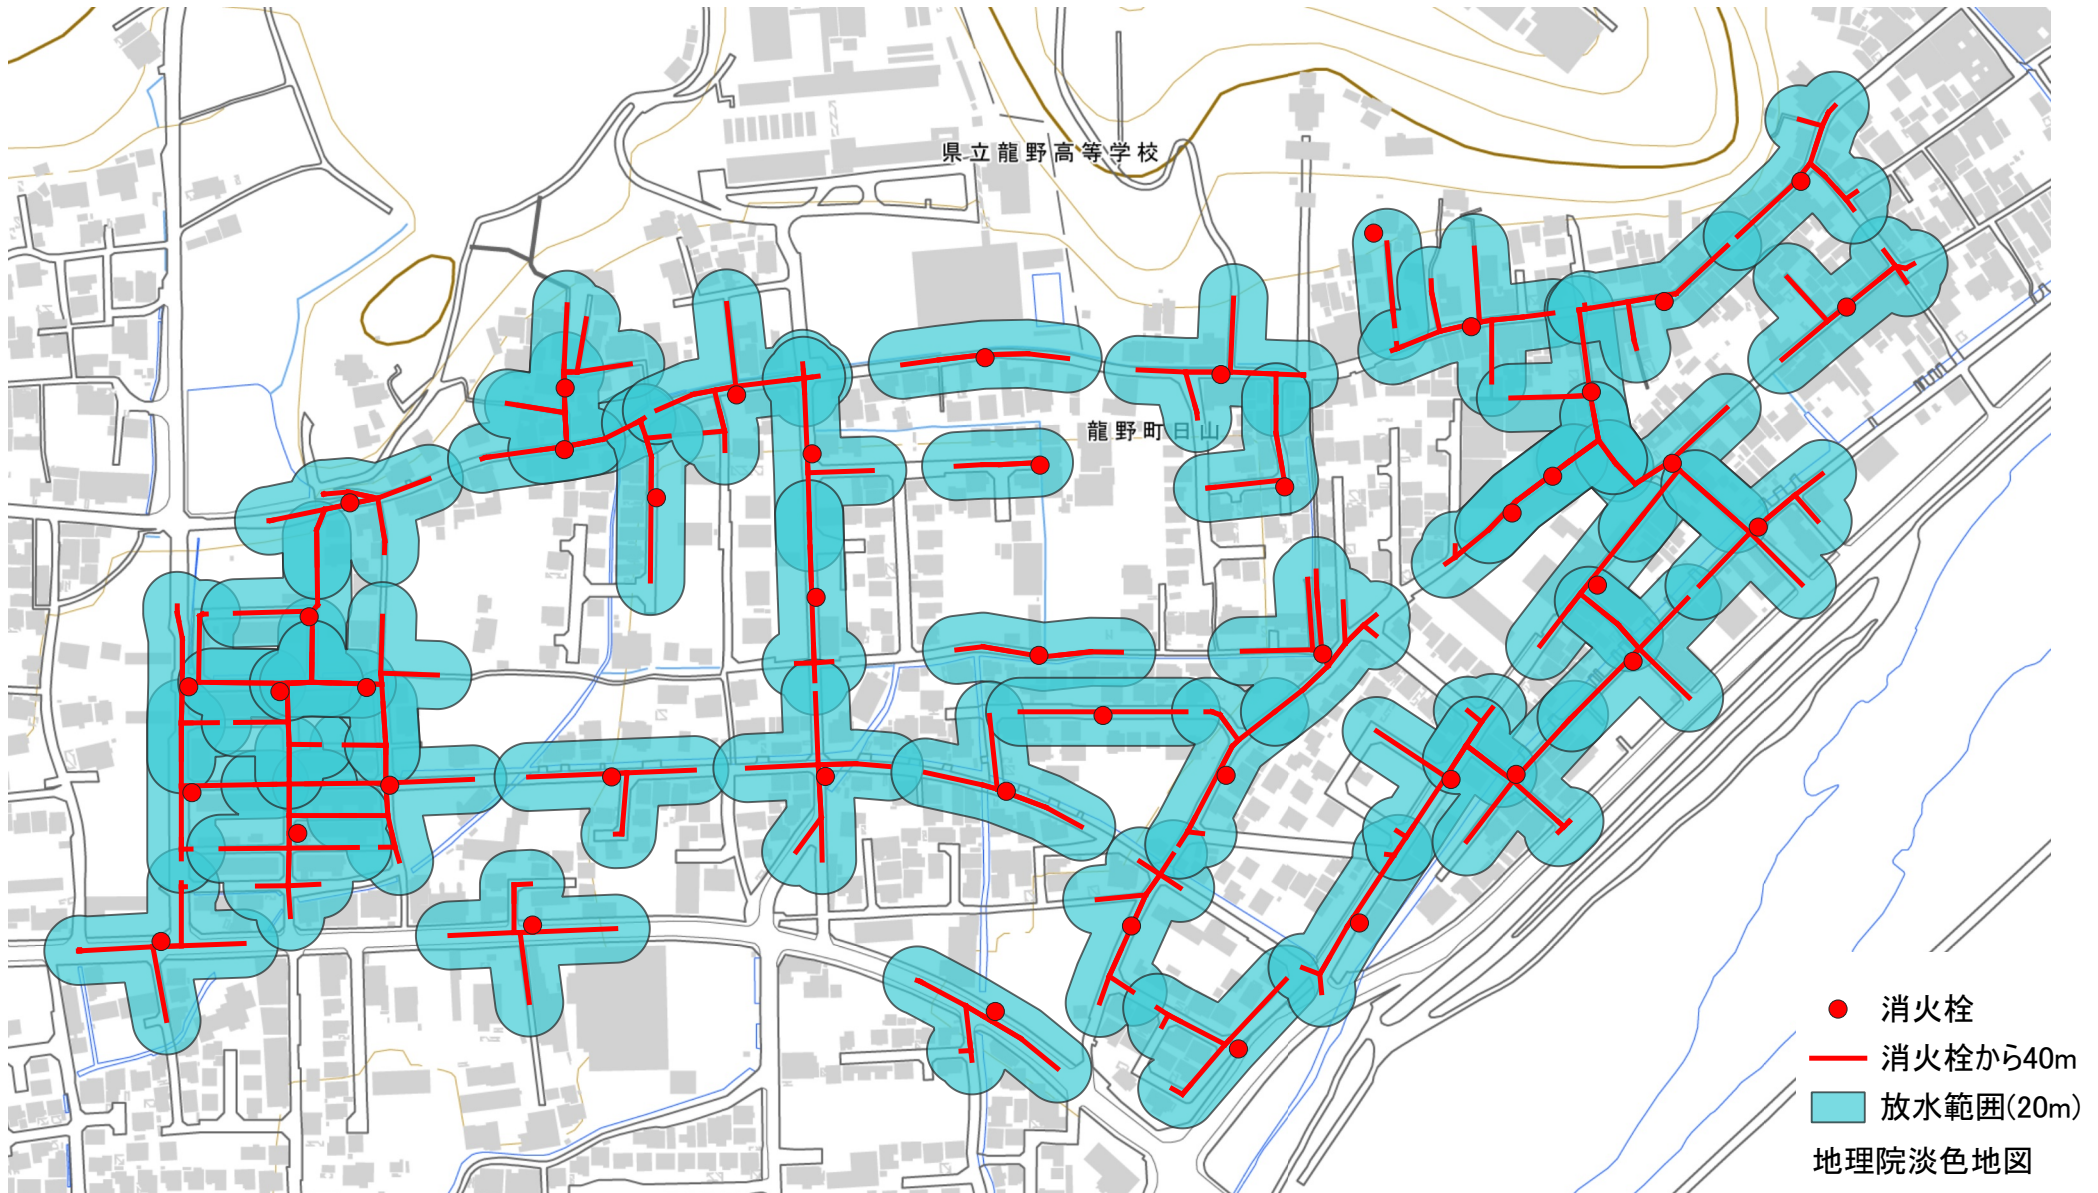 県立龍野高等学校
龍野町日山
消火栓
消火栓から40m
放水範囲(20m)
地理院淡色地図